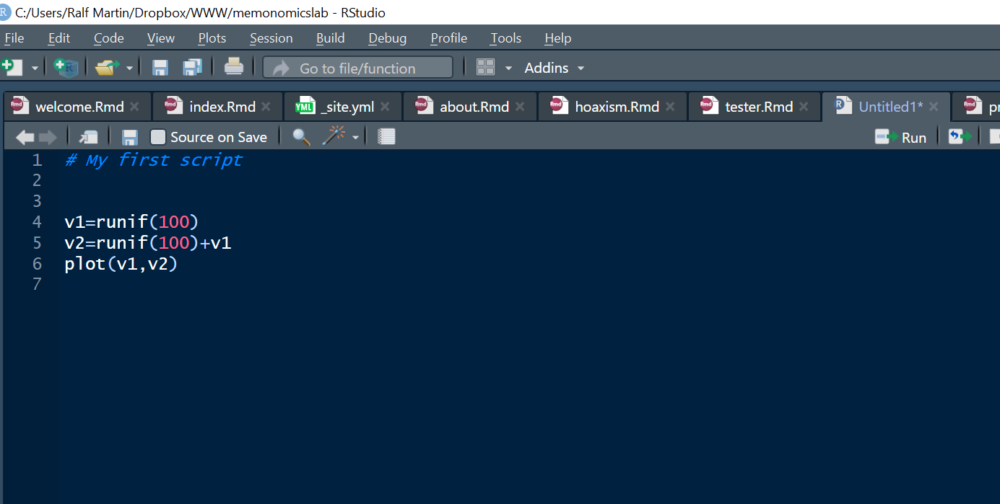 C:/Users/Ralf Martin/Dropbox/WWW/memonomicslab - RStudio
File Edit Code View Plots Session Build Debug Profile Tools Help
Go to file/function Addins
welcome.Rmd index.Rmd _site.yml about.Rmd hoaxism.Rmd tester.Rmd Untitled1* pr
Source on Save Run
1 # My first script
2
3
4 v1=runif(100)
5 v2=runif(100)+v1
6 plot(v1,v2)
7